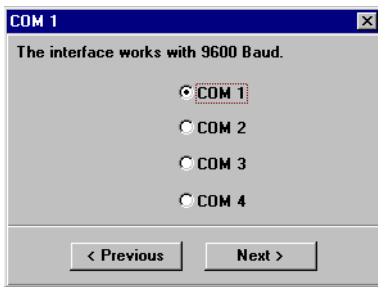 COM 1
The interface works with 9600 Baud.
COM 1
COM 2
COM 3
COM 4
< Previous Next >